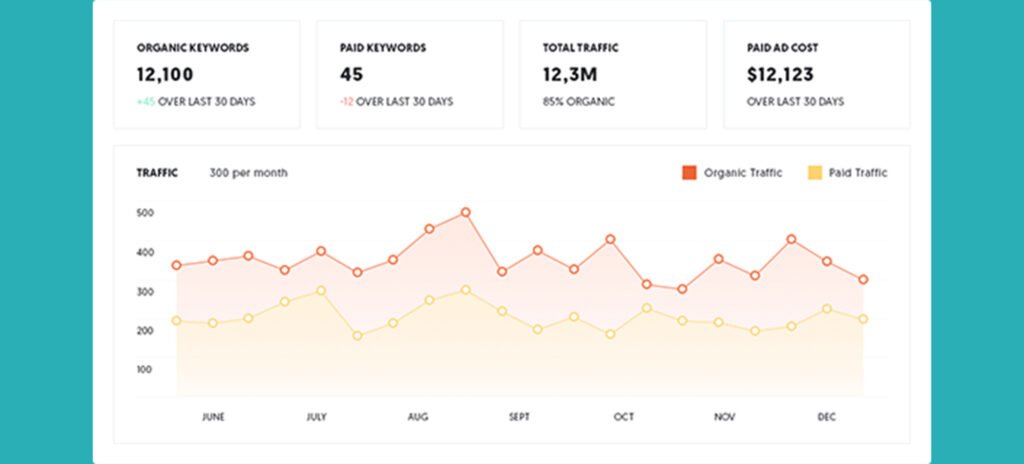 ORGANIC KEYWORDS
12,100
+45 OVER LAST 30 DAYS
PAID KEYWORDS
45
-12 OVER LAST 30 DAYS
TOTAL TRAFFIC
12,3M
85% ORGANIC
PAID AD COST
$12,123
OVER LAST 30 DAYS
TRAFFIC 300 per month
Organic Traffic Paid Traffic
500
400
300
200
100
JUNE JULY AUG SEPT OCT NOV DEC